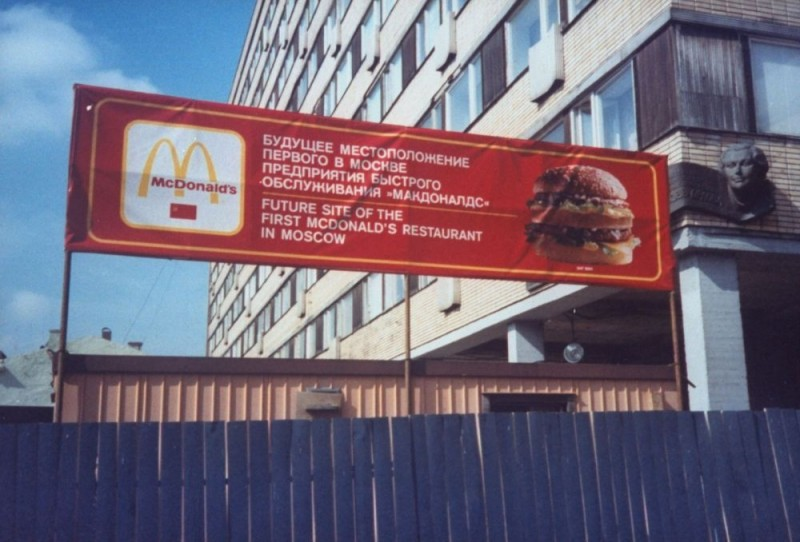 McDonald's
БУДУЩЕЕ МЕСТОПОЛОЖЕНИЕ
ПЕРВОГО В МОСКВЕ
ПРЕДПРИЯТИЯ БЫСТРОГО
ОБСЛУЖИВАНИЯ »МАКДОНАЛДС«
FUTURE SITE OF THE
FIRST MCDONALD'S RESTAURANT
IN MOSCOW